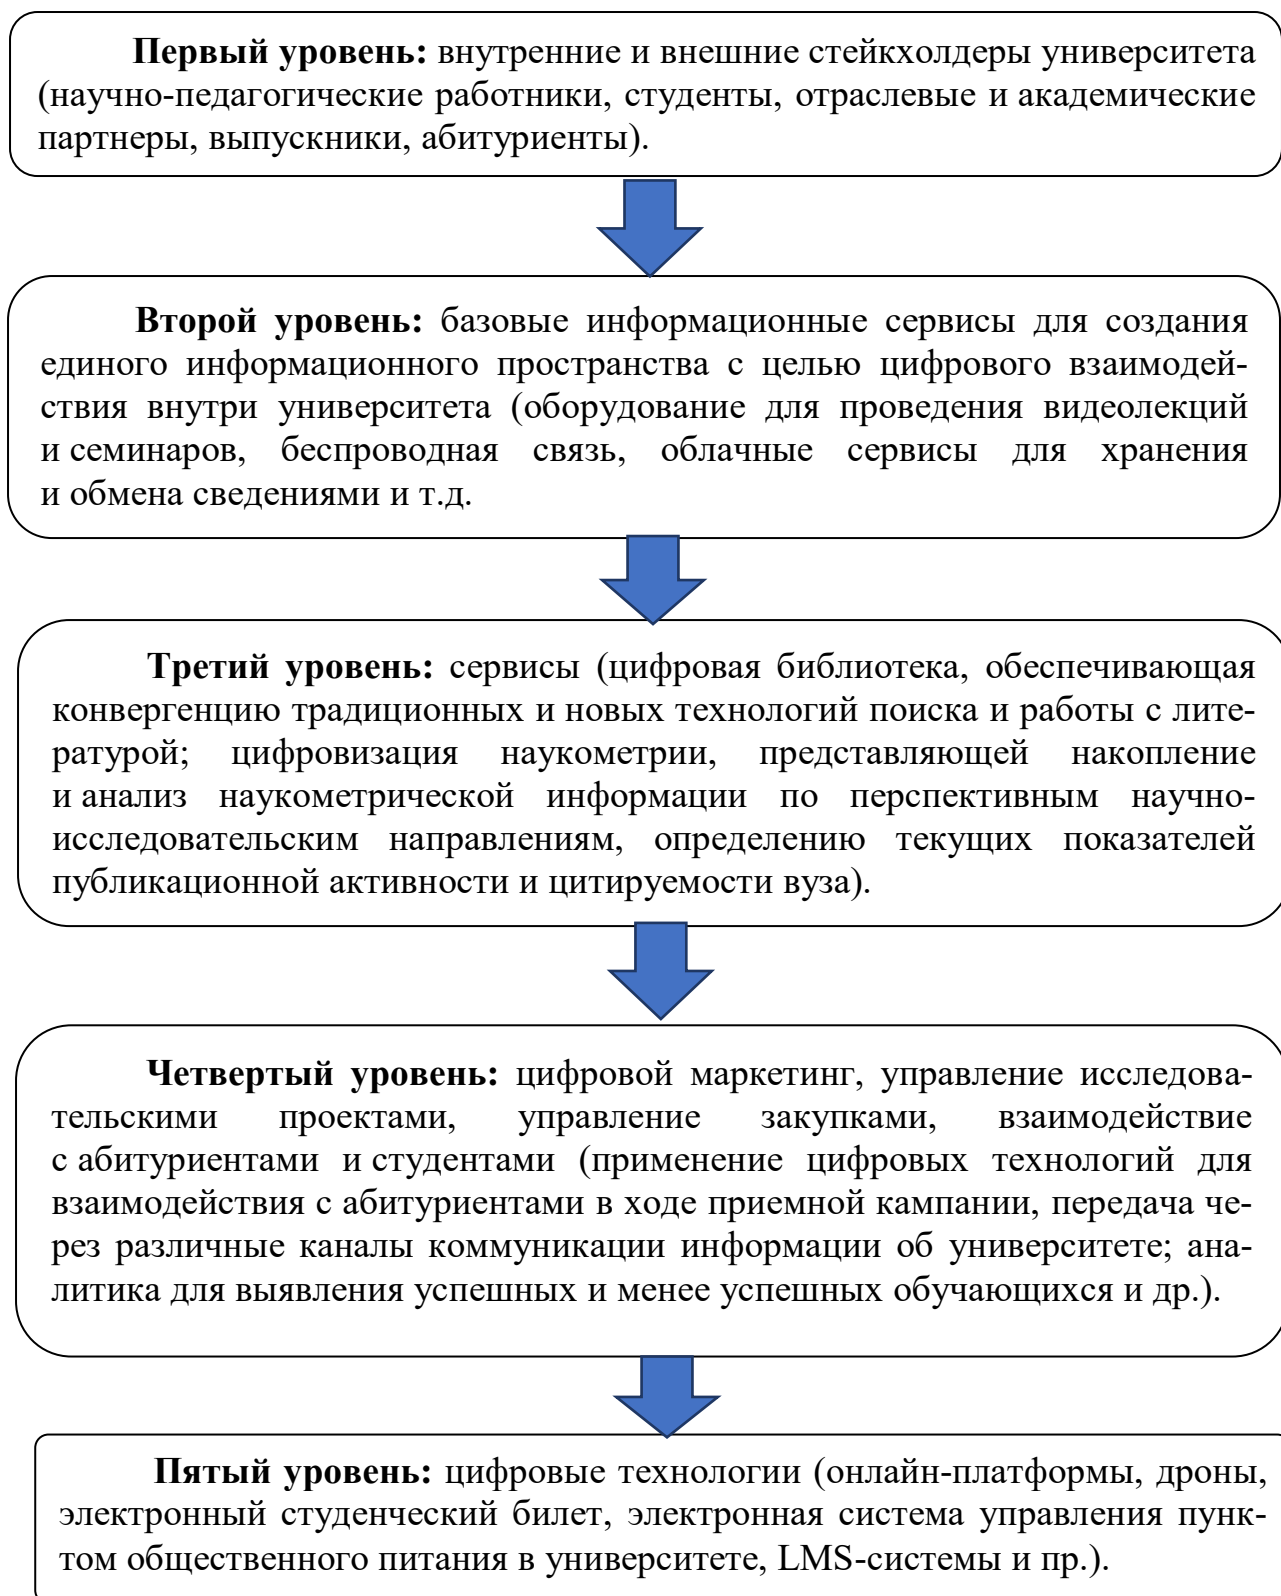 Первый уровень: внутренние и внешние стейкхолдеры университета
(научно-педагогические работники, студенты, отраслевые и академические
партнеры, выпускники, абитуриенты).
Второй уровень: базовые информационные сервисы для создания
единого информационного пространства с целью цифрового взаимодей-
ствия внутри университета (оборудование для проведения видеолекций
и семинаров, беспроводная связь, облачные сервисы для хранения
и обмена сведениями и т.д.
Третий уровень: сервисы (цифровая библиотека, обеспечивающая
конвергенцию традиционных и новых технологий поиска и работы с лите-
ратурой; цифровизация наукометрии, представляющей накопление
и анализ наукометрической информации по перспективным научно-
исследовательским направлениям, определению текущих показателей
публикационной активности и цитируемости вуза).
Четвертый уровень: цифровой маркетинг, управление исследова-
тельскими проектами, управление закупками, взаимодействие
с абитуриентами и студентами (применение цифровых технологий для
взаимодействия с абитуриентами в ходе приемной кампании, передача че-
рез различные каналы коммуникации информации об университете; ана-
литика для выявления успешных и менее успешных обучающихся и др.).
Пятый уровень: цифровые технологии (онлайн-платформы, дроны,
электронный студенческий билет, электронная система управления пунк-
том общественного питания в университете, LMS-системы и пр.).